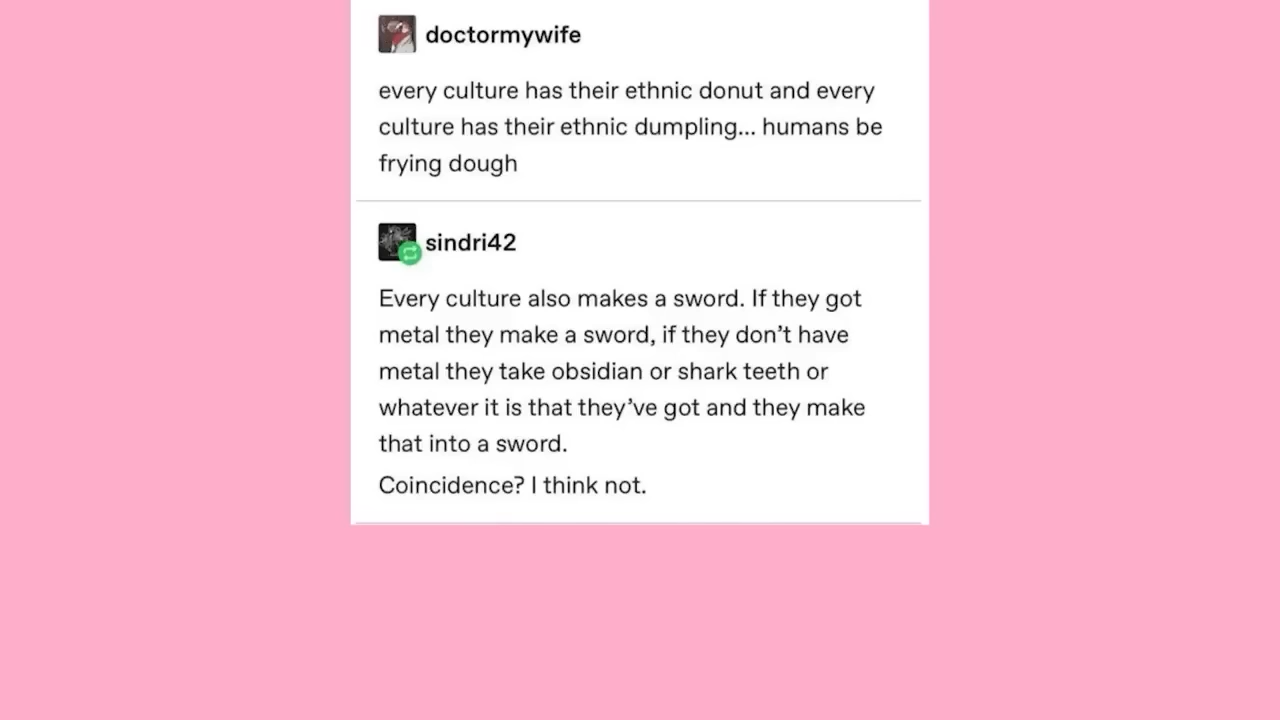 doctormywife
every culture has their ethnic donut and every
culture has their ethnic dumpling... humans be
frying dough
sindri42
Every culture also makes a sword. If they got
metal they make a sword, if they don’t have
metal they take obsidian or shark teeth or
whatever it is that they’ve got and they make
that into a sword.
Coincidence? I think not.